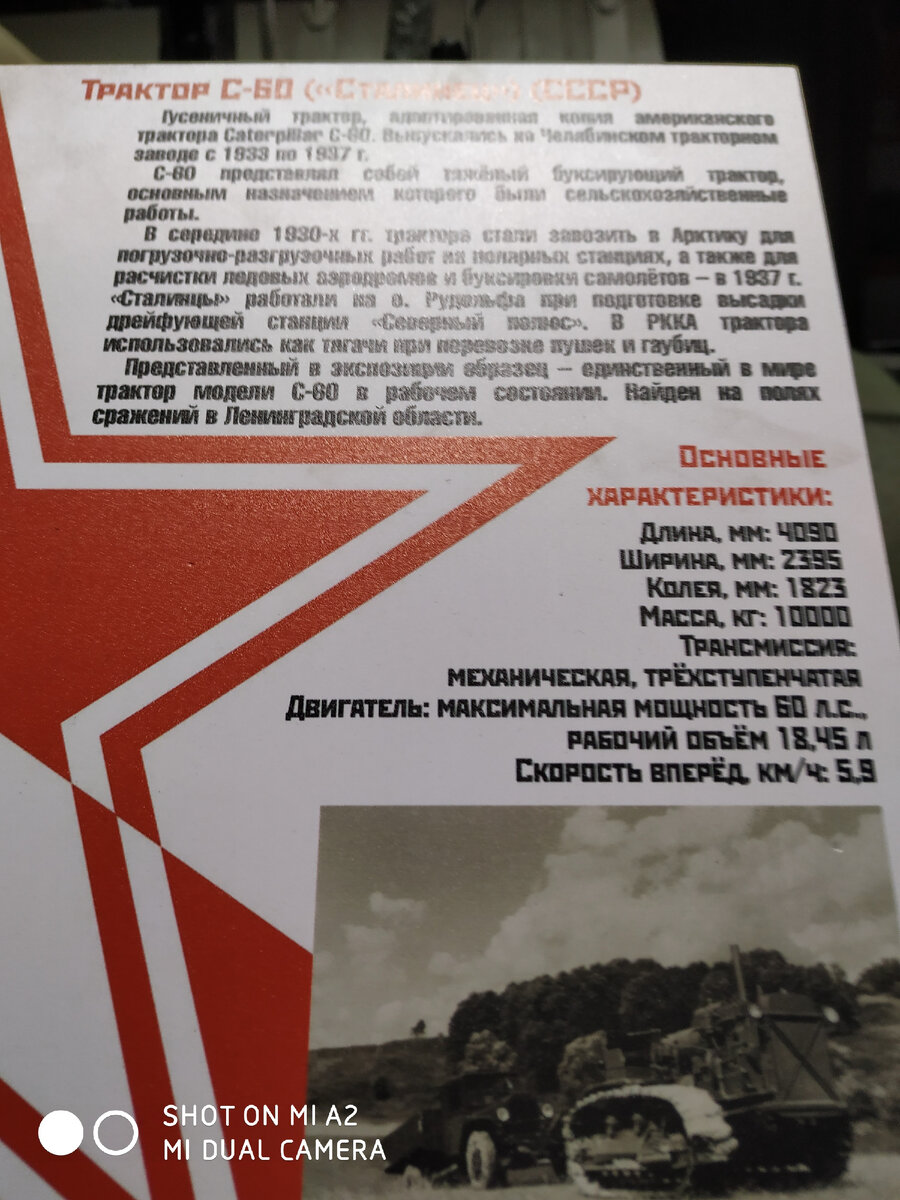 Трактор С-60 («Сталинец») (СССР)
Гусеничный трактор, адаптированная копия американского
трактора Caterpillar C-60. Выпускались на Челябинском тракторном
заводе с 1933 по 1937 г.
С-60 представлял собой тяжёлый буксирующий трактор,
основным назначением которого были сельскохозяйственные
работы.
В середине 1930-х гг. трактора стали завозить в Арктику для
погрузочно-разгрузочных работ на полярных станциях, а также для
расчистки ледовых аэродромов и буксировки самолётов – в 1937 г.
«Сталинцы» работали на о. Рудольфа при подготовке высадки
дрейфующей станции «Северный полюс». В РККА трактора
использовались как тягачи при перевозке пушек и гаубиц.
Представленный в экспозиции образец – единственный в мире
трактор модели С-60 в рабочем состоянии. Найден на полях
сражений в Ленинградской области.
Основные
характеристики:
Длина, мм: 4090
Ширина, мм: 2395
Колея, мм: 1823
Масса, кг: 10000
Трансмиссия:
механическая, трёхступенчатая
Двигатель: максимальная мощность 60 л.с.,
рабочий объём 18,45 л
Скорость вперёд, км/ч: 5,9
SHOT ON MI A2
MI DUAL CAMERA